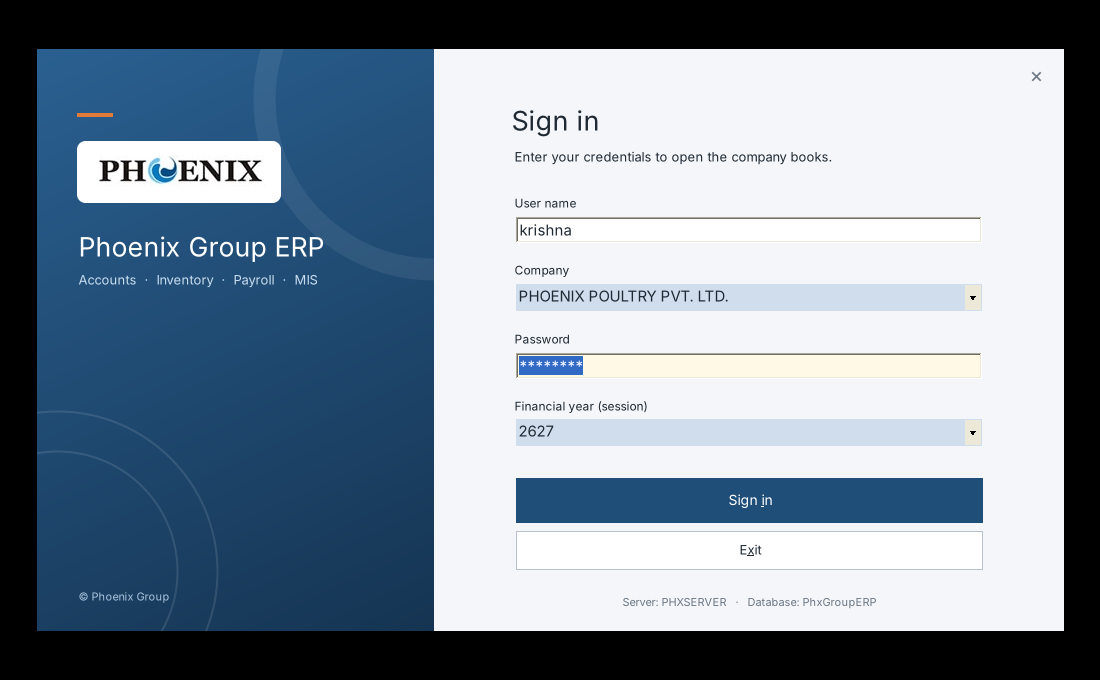 PHOENIX
Phoenix Group ERP
Accounts · Inventory · Payroll · MIS
© Phoenix Group
×
Sign in
Enter your credentials to open the company books.
User name
krishna
Company
PHOENIX POULTRY PVT. LTD.
Password
********
Financial year (session)
2627
Sign in
Exit
Server: PHXSERVER · Database: PhxGroupERP